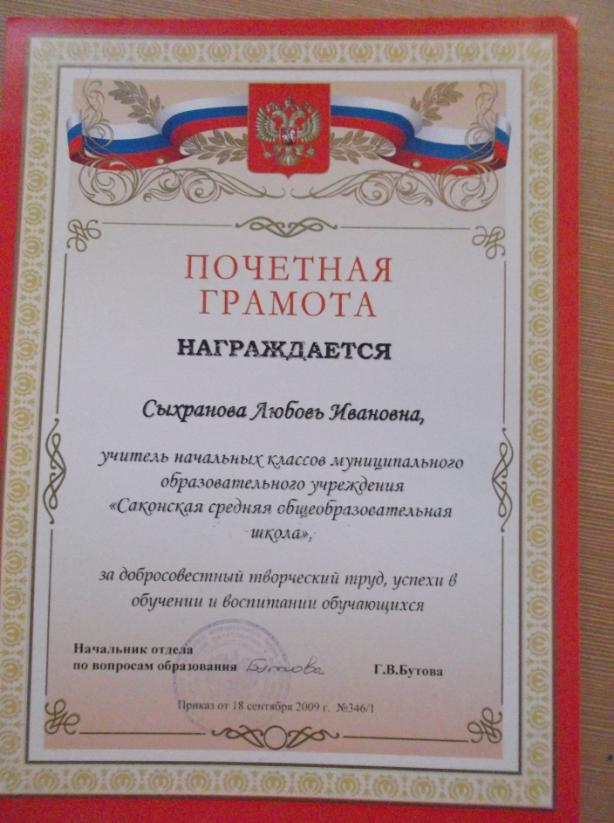 ПОЧЕТНАЯ
ГРАМОТА
НАГРАЖДАЕТСЯ
Сыхранова Любовь Ивановна,
учитель начальных классов муниципального
образовательного учреждения
«Саконская средняя общеобразовательная
школа»,
за добросовестный творческий труд, успехи в
обучении и воспитании обучающихся
Начальник отдела
по вопросам образования Бутова Г.В.Бутова
Приказ от 18 сентября 2009 г. №346/1